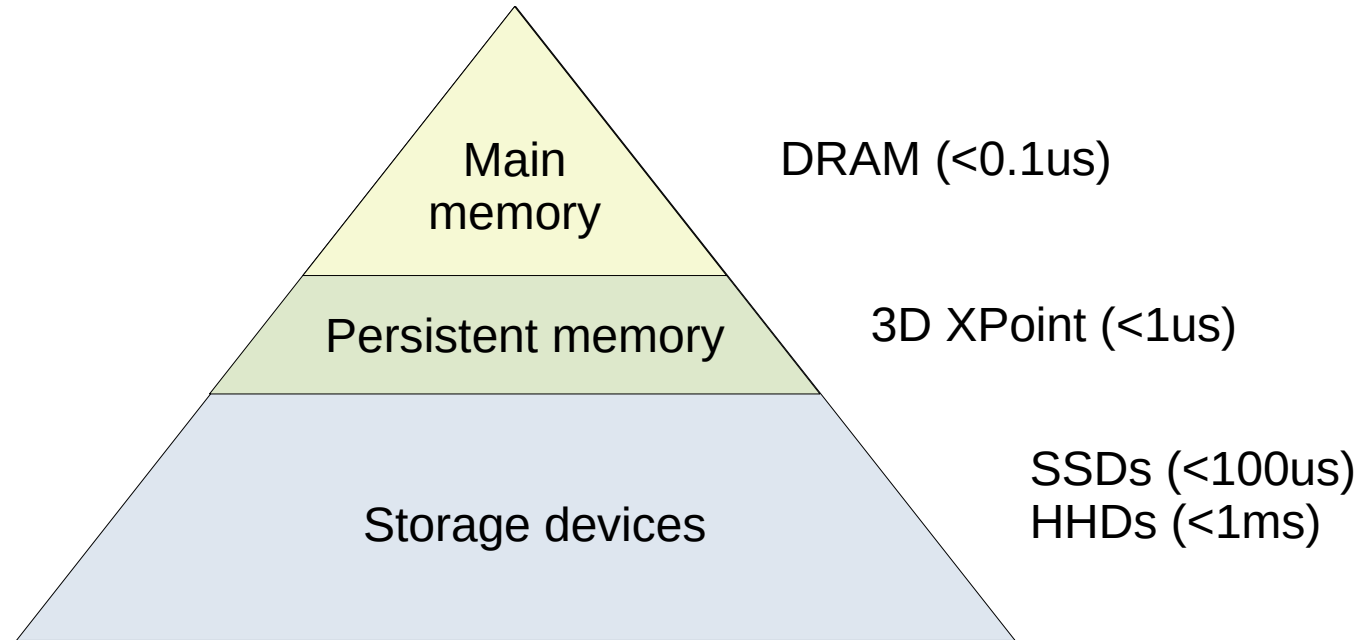 Main
memory
DRAM (<0.1us)
Persistent memory
3D XPoint (<1us)
Storage devices
SSDs (<100us)
HHDs (<1ms)